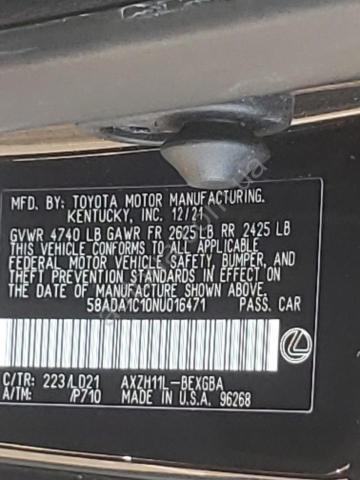 MFD. BY: TOYOTA MOTOR MANUFACTURING,
KENTUCKY, INC. 12/21
GVWR 4740 LB GAWR FR 2625 LB RR 2425 LB
THIS VEHICLE CONFORMS TO ALL APPLICABLE
FEDERAL MOTOR VEHICLE SAFETY, BUMPER,
AND THEFT PREVENTION STANDARDS IN EFFECT
ON THE DATE OF MANUFACTURE SHOWN ABOVE.
58ADA1C10NU016471 PASS. CAR
C/TR: 223/LD21 AXZH11L-BEXGBA
A/TM: /P710 MADE IN U.S.A. 96268